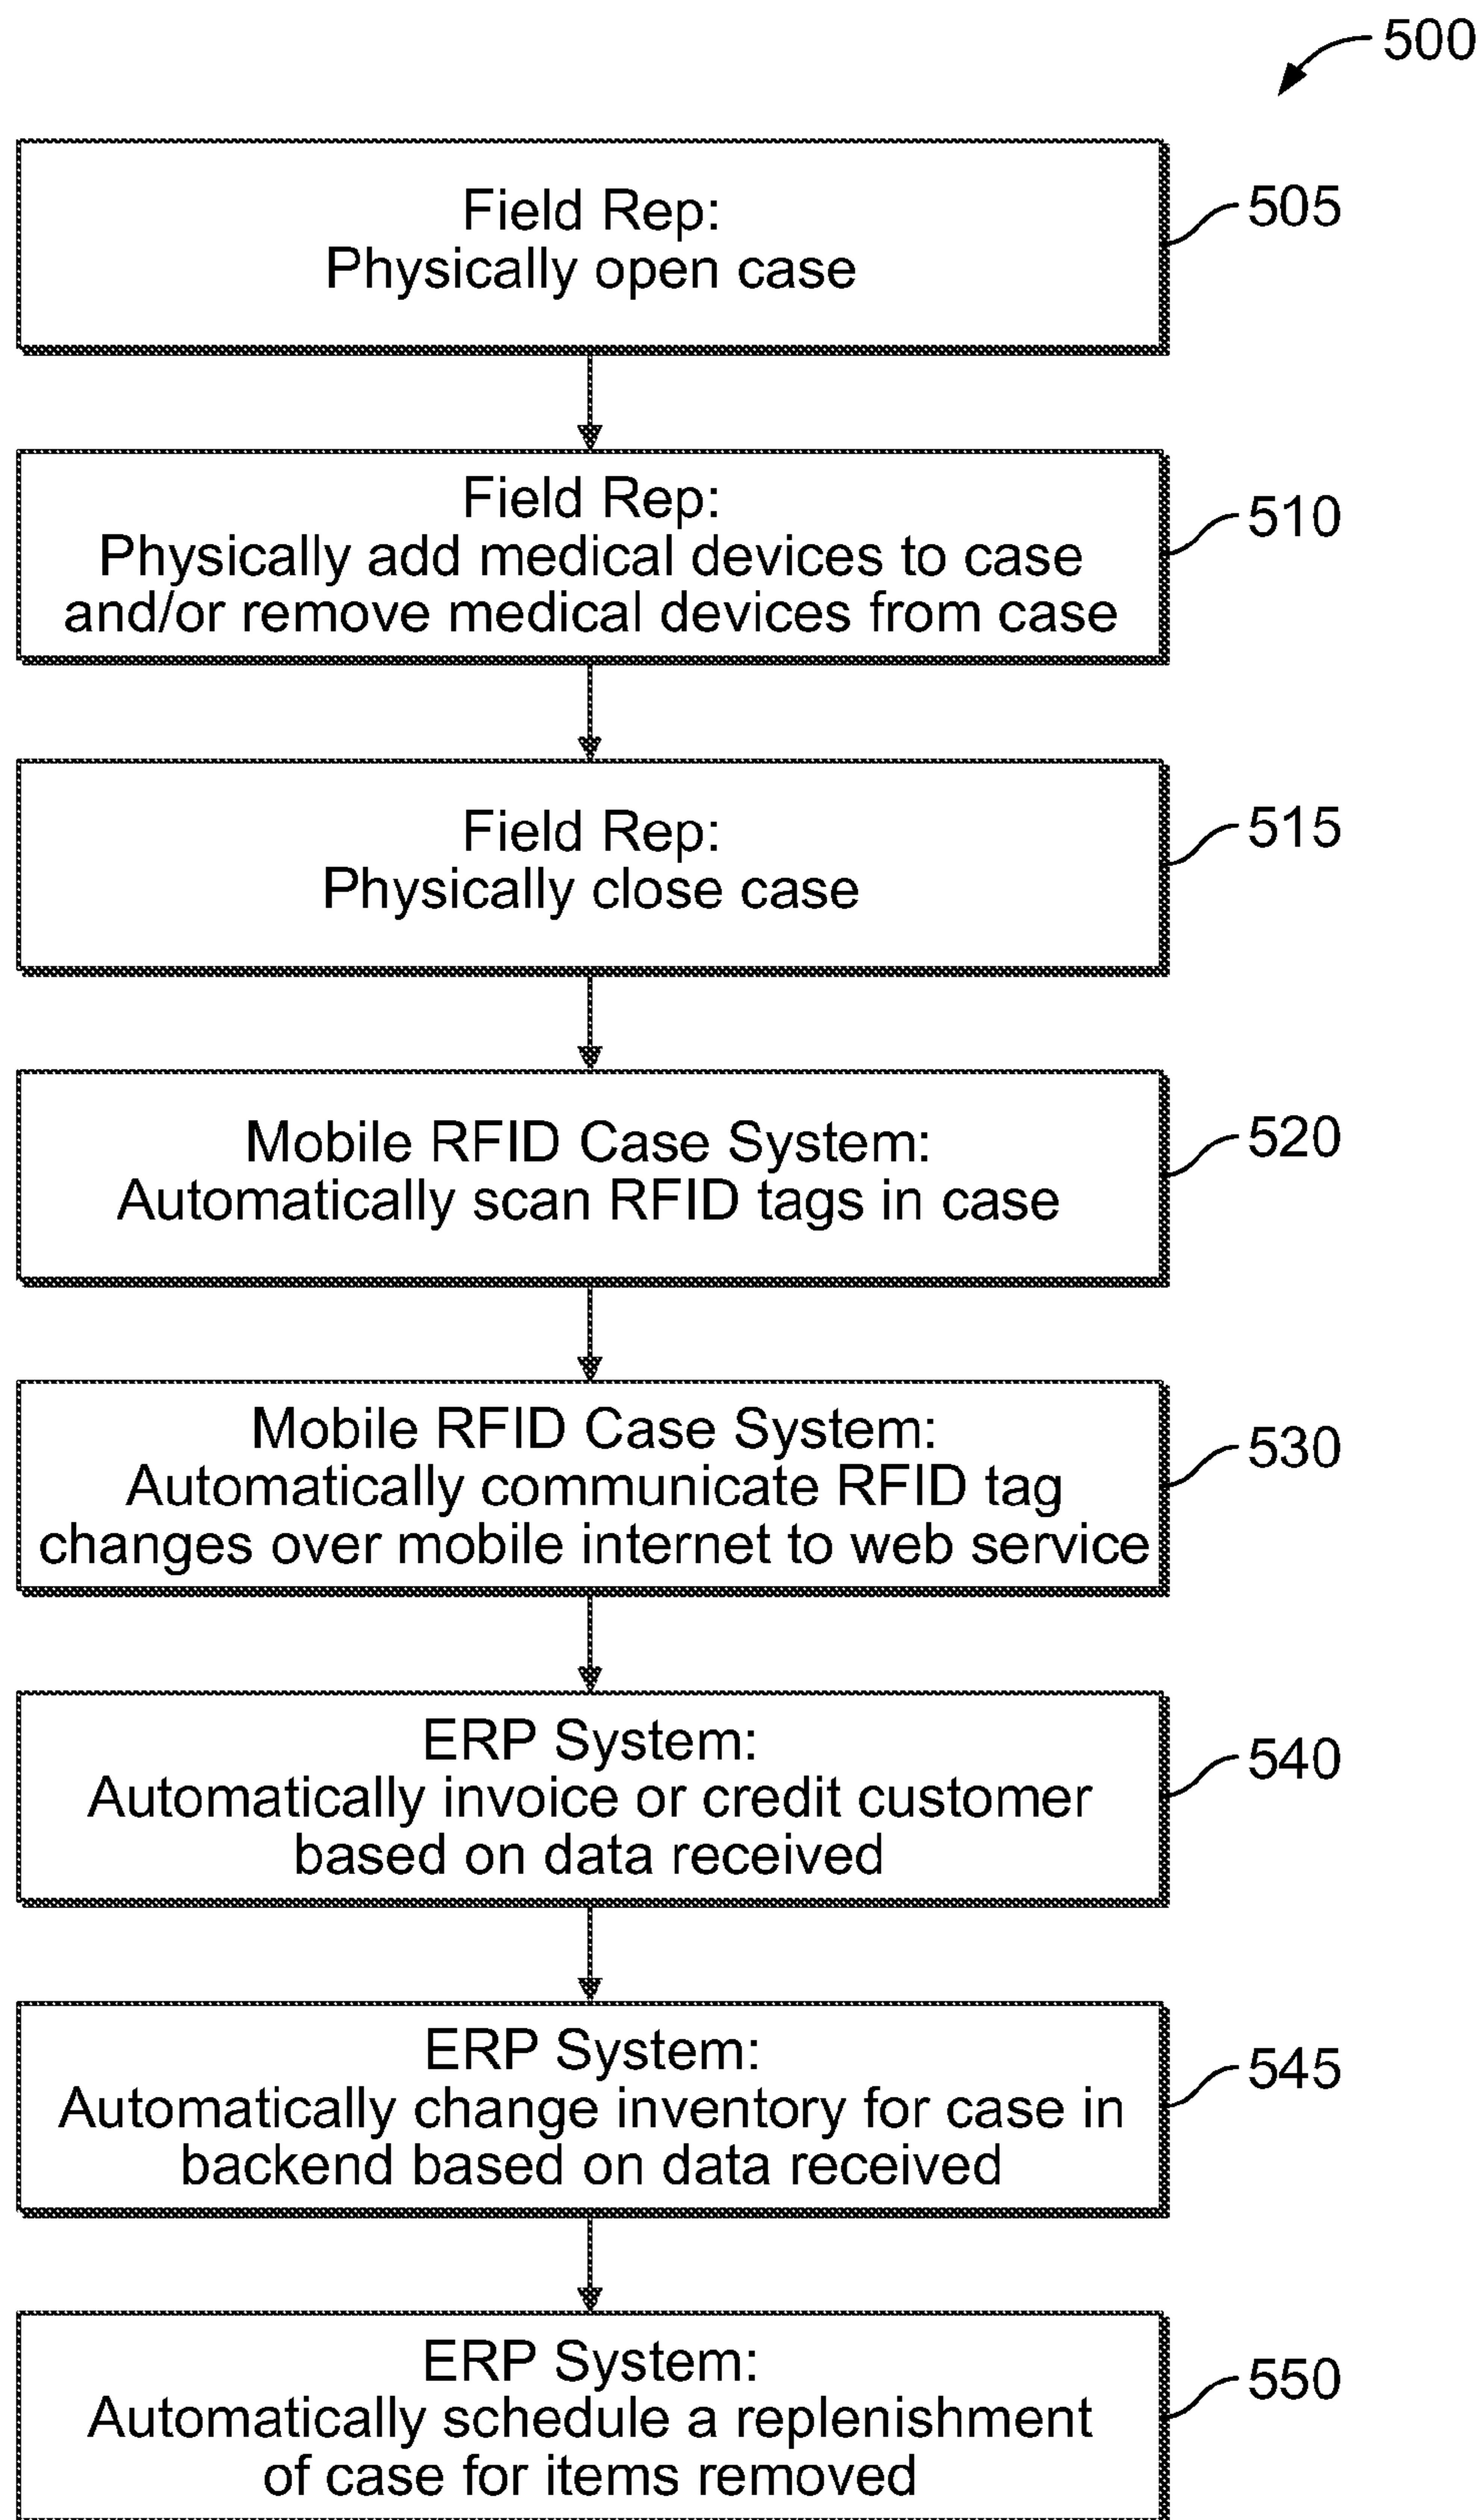 500
Field Rep:
Physically open case
505
Field Rep:
Physically add medical devices to case
and/or remove medical devices from case
510
Field Rep:
Physically close case
515
Mobile RFID Case System:
Automatically scan RFID tags in case
520
Mobile RFID Case System:
Automatically communicate RFID tag
changes over mobile internet to web service
530
ERP System:
Automatically invoice or credit customer
based on data received
540
ERP System:
Automatically change inventory for case in
backend based on data received
545
ERP System:
Automatically schedule a replenishment
of case for items removed
550